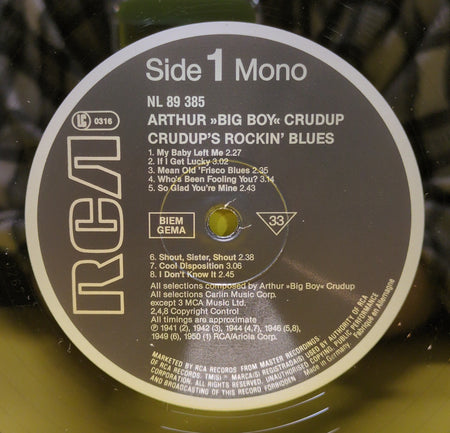 Side 1 Mono
NL 89 385
LC 0316
ARTHUR »BIG BOY« CRUDUP
CRUDUP'S ROCKIN' BLUES
1. My Baby Left Me 2.27
2. If I Get Lucky 3.02
3. Mean Old 'Frisco Blues 2.35
4. Who's Been Fooling You? 3.14
5. So Glad You're Mine 2.43
RCA
BIEM
GEMA
33
6. Shout, Sister, Shout 2.38
7. Cool Disposition 3.06
8. I Don't Know It 2.45
All selections composed by Arthur »Big Boy« Crudup
All selections Carlin Music Corp.
except 3 MCA Music Ltd.
2,4,8 Copyright Control
All timings are approximate
Ⓟ 1941 (2), 1942 (3), 1944 (4,7), 1946 (5,8),
1949 (6), 1950 (1) RCA/Ariola Corp.
MARKETED BY RCA RECORDS FROM MASTER RECORDINGS
OF RCA RECORDS. TM(S)® MARCA(S) REGISTRADA(S) USED BY AUTHORITY OF RCA
CORPORATION. ALL RIGHTS RESERVED. UNAUTHORISED COPYING, PUBLIC PERFORMANCE
AND BROADCASTING OF THIS RECORD FORBIDDEN
Made in Germany
Fabriqué en Allemagne